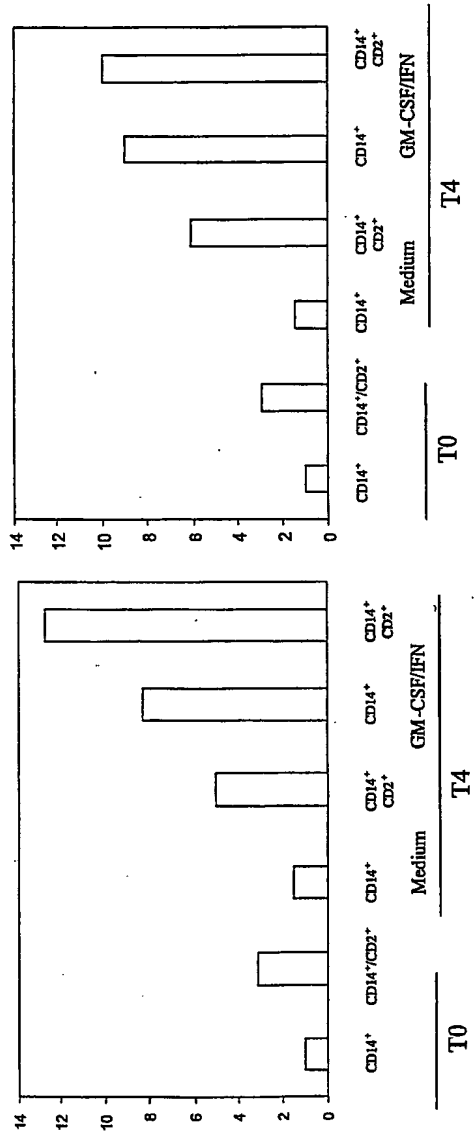 14
12
10
8
6
4
2
0
CD14⁺
CD14⁺/CD2⁺
CD14⁺
CD14⁺
CD2⁺
CD14⁺
CD14⁺
CD2⁺
Medium
GM-CSF/IFN
T0
T4
14
12
10
8
6
4
2
0
CD14⁺
CD14⁺/CD2⁺
CD14⁺
CD14⁺
CD2⁺
CD14⁺
CD14⁺
CD2⁺
Medium
GM-CSF/IFN
T0
T4